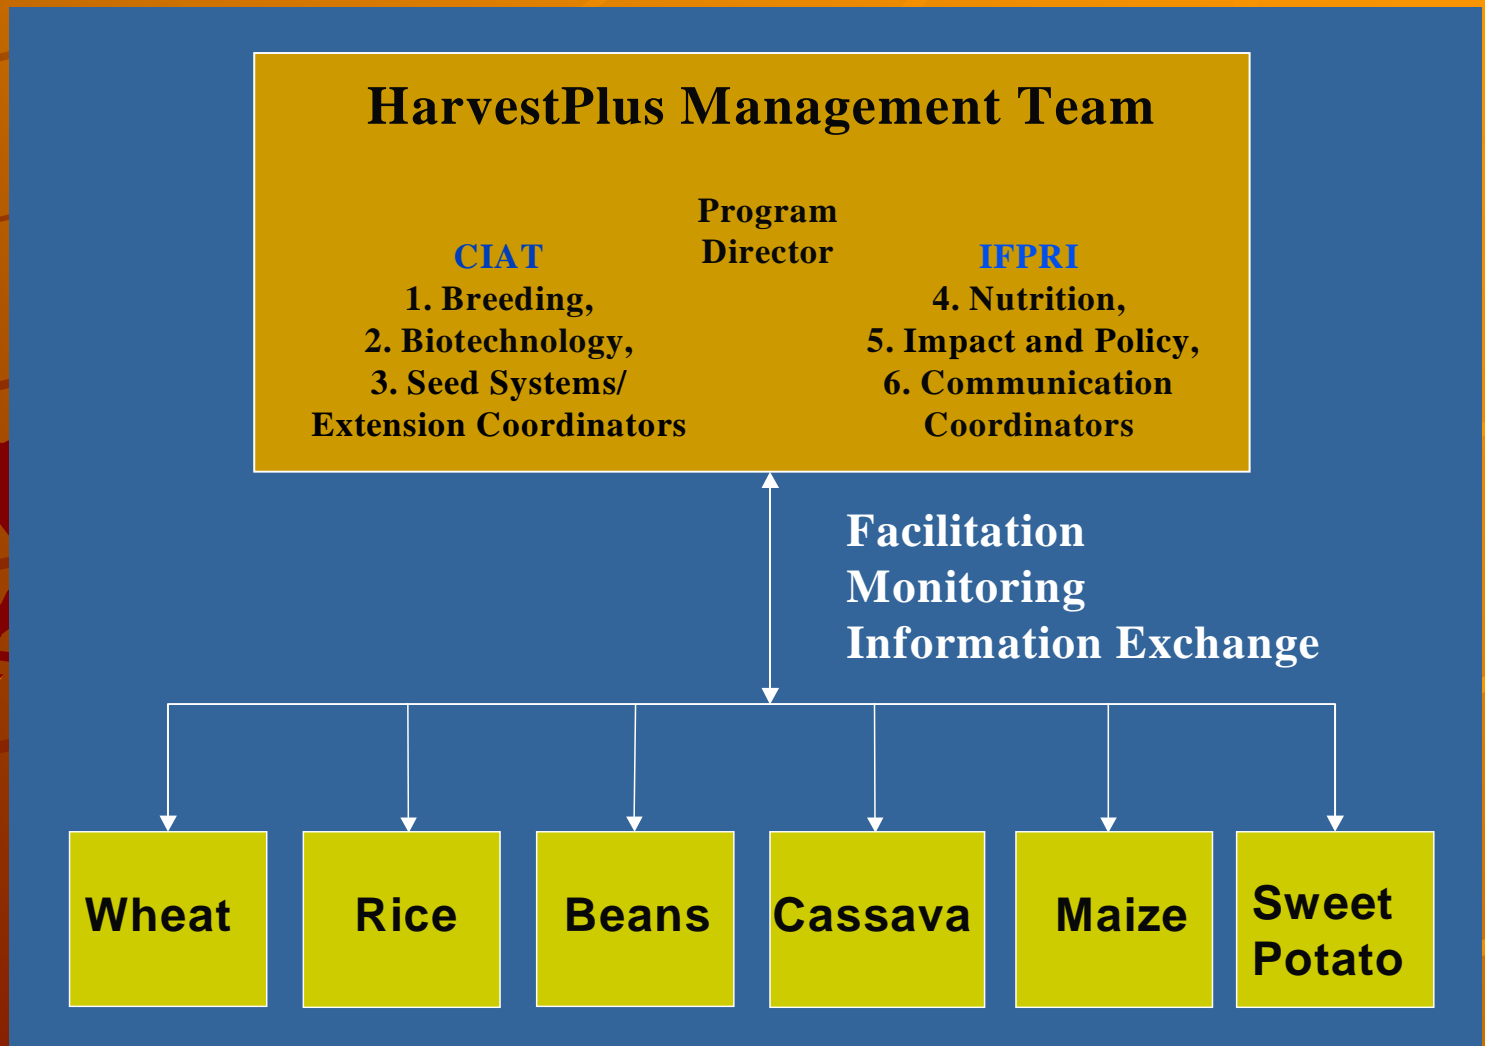 HarvestPlus Management Team
Program
Director
CIAT
1. Breeding,
2. Biotechnology,
3. Seed Systems/
Extension Coordinators
IFPRI
4. Nutrition,
5. Impact and Policy,
6. Communication
Coordinators
Facilitation
Monitoring
Information Exchange
Wheat
Rice
Beans
Cassava
Maize
Sweet
Potato